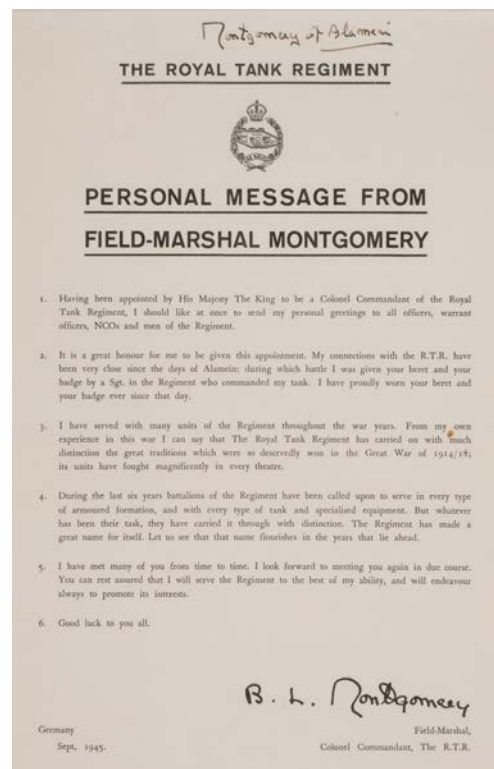 Montgomery of Alamein
THE ROYAL TANK REGIMENT
PERSONAL MESSAGE FROM
FIELD-MARSHAL MONTGOMERY
1. Having been appointed by His Majesty The King to be a Colonel Commandant of the Royal
Tank Regiment, I should like at once to send my personal greetings to all officers, warrant
officers, NCOs and men of the Regiment.
2. It is a great honour for me to be given this appointment. My connections with the R.T.R. have
been very close since the days of Alamein: during which battle I was given your beret and your
badge by a Sgt. in the Regiment who commanded my tank. I have proudly worn your beret and
your badge ever since that day.
3. I have served with many units of the Regiment throughout the war years. From my own
experience in this war I can say that The Royal Tank Regiment has carried on with much
distinction the great traditions which were so deservedly won in the Great War of 1914/18;
its units have fought magnificently in every theatre.
4. During the last six years battalions of the Regiment have been called upon to serve in every type
of armoured formation, and with every type of tank and specialised equipment. But whatever
has been their task, they have carried it through with distinction. The Regiment has made a
great name for itself. Let us see that that name flourishes in the years that lie ahead.
5. I have met many of you from time to time. I look forward to meeting you again in due course.
You can rest assured that I will serve the Regiment to the best of my ability, and will endeavour
always to promote its interests.
6. Good luck to you all.
B. L. Montgomery
Germany
Sept, 1945.
Field-Marshal,
Colonel Commandant, The R.T.R.